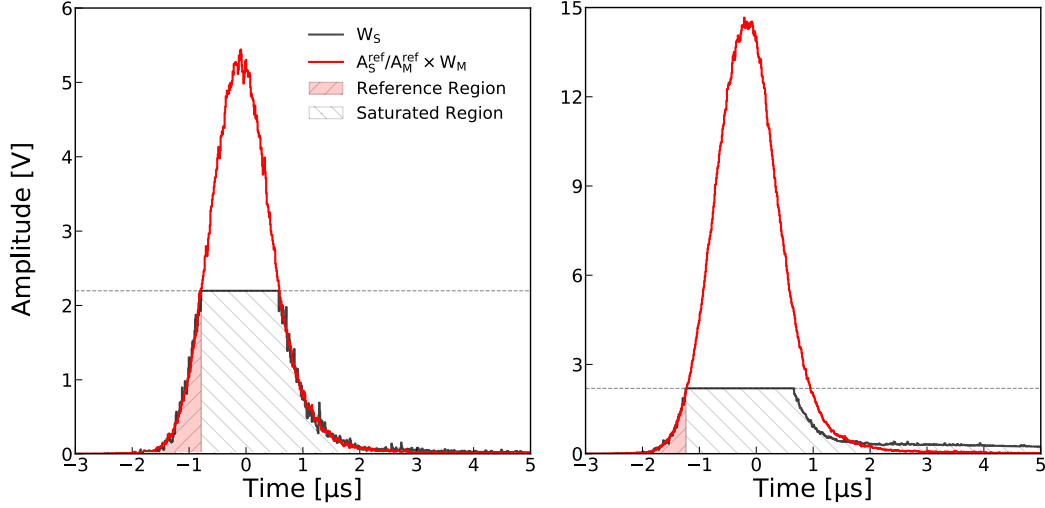 Amplitude [V]
6
5
4
3
2
1
0
−3 −2 −1 0 1 2 3 4 5
Time [μs]
W_S
A_S^ref/A_M^ref × W_M
Reference Region
Saturated Region
15
12
9
6
3
0
−3 −2 −1 0 1 2 3 4 5
Time [μs]